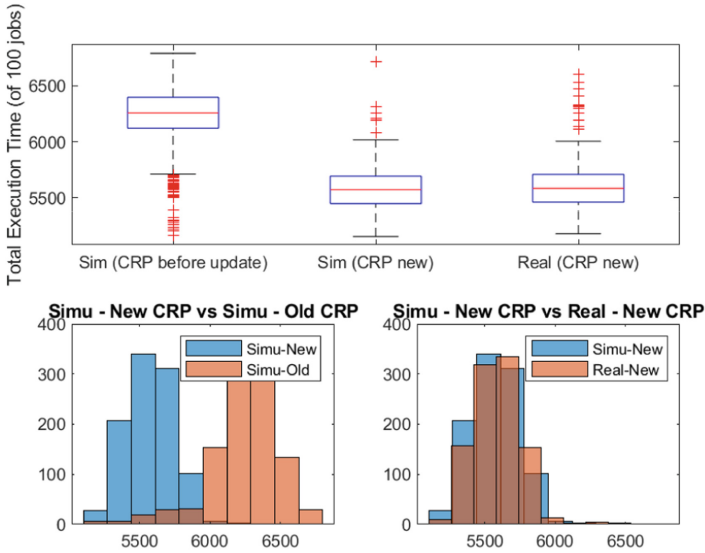 Total Execution Time (of 100 jobs)
6500
6000
5500
Sim (CRP before update)
Sim (CRP new)
Real (CRP new)
Simu - New CRP vs Simu - Old CRP
400
300
200
100
0
5500
6000
6500
Simu-New
Simu-Old
Simu - New CRP vs Real - New CRP
400
300
200
100
0
5500
6000
6500
Simu-New
Real-New